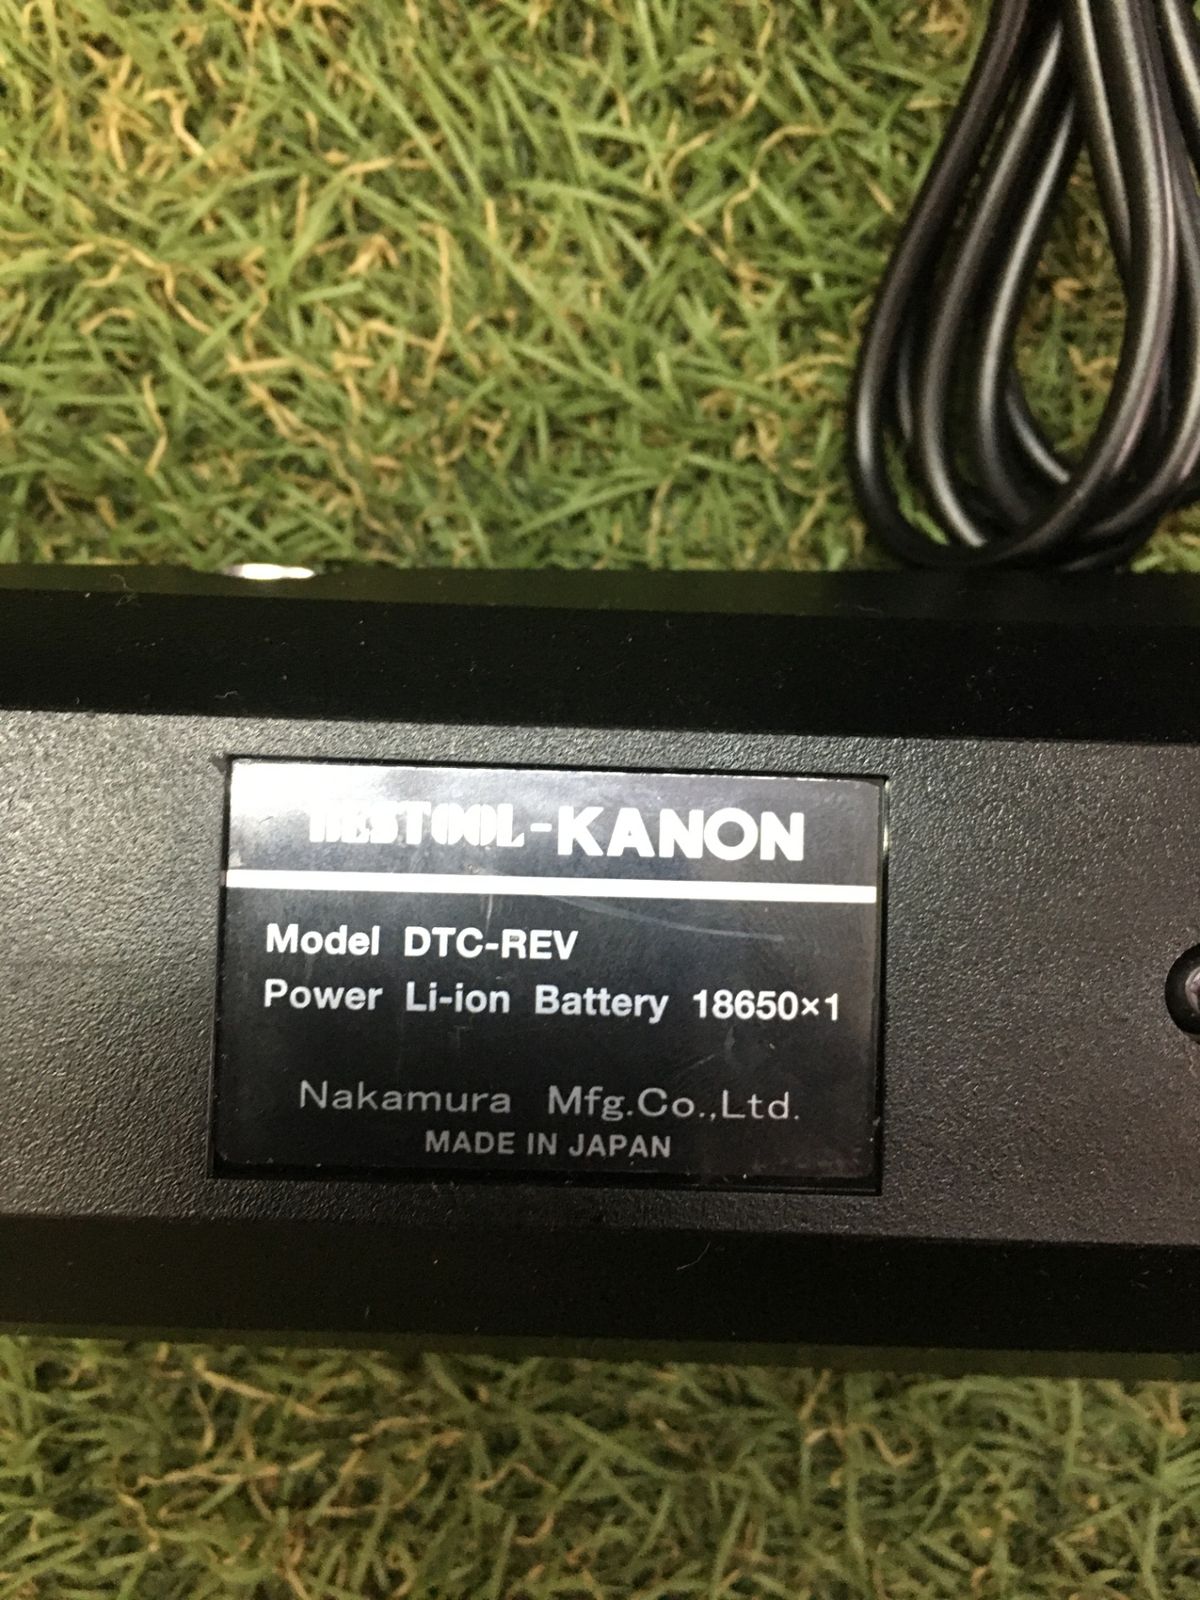 BESTOOL-KANON
Model DTC-REV
Power Li-ion Battery 18650×1
Nakamura Mfg.Co.,Ltd.
MADE IN JAPAN